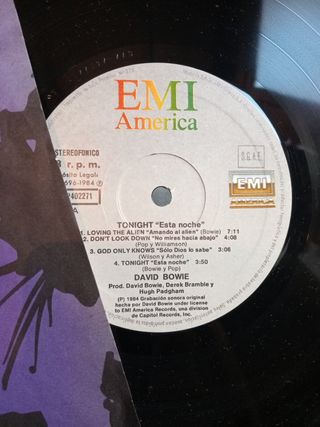 EMI
America
STEREOFONICO
r. p. m.
S.G.A.E.
EMI
AMERICA
TONIGHT "Esta noche"
1. LOVING THE ALIEN "Amando al alien" (Bowie) 7:11
2. DON'T LOOK DOWN "No mires hacia abajo" 4:08
(Pop y Williamson)
3. GOD ONLY KNOWS "Sólo Dios lo sabe" 3:06
(Wilson y Asher)
4. TONIGHT "Esta noche" 3:50
(Bowie y Pop)
DAVID BOWIE
Prod. David Bowie, Derek Bramble y
Hugh Padgham
(P) 1984 Grabación sonora original
hecha por David Bowie under license
to EMI America Records, una division
de Capitol Records, Inc.